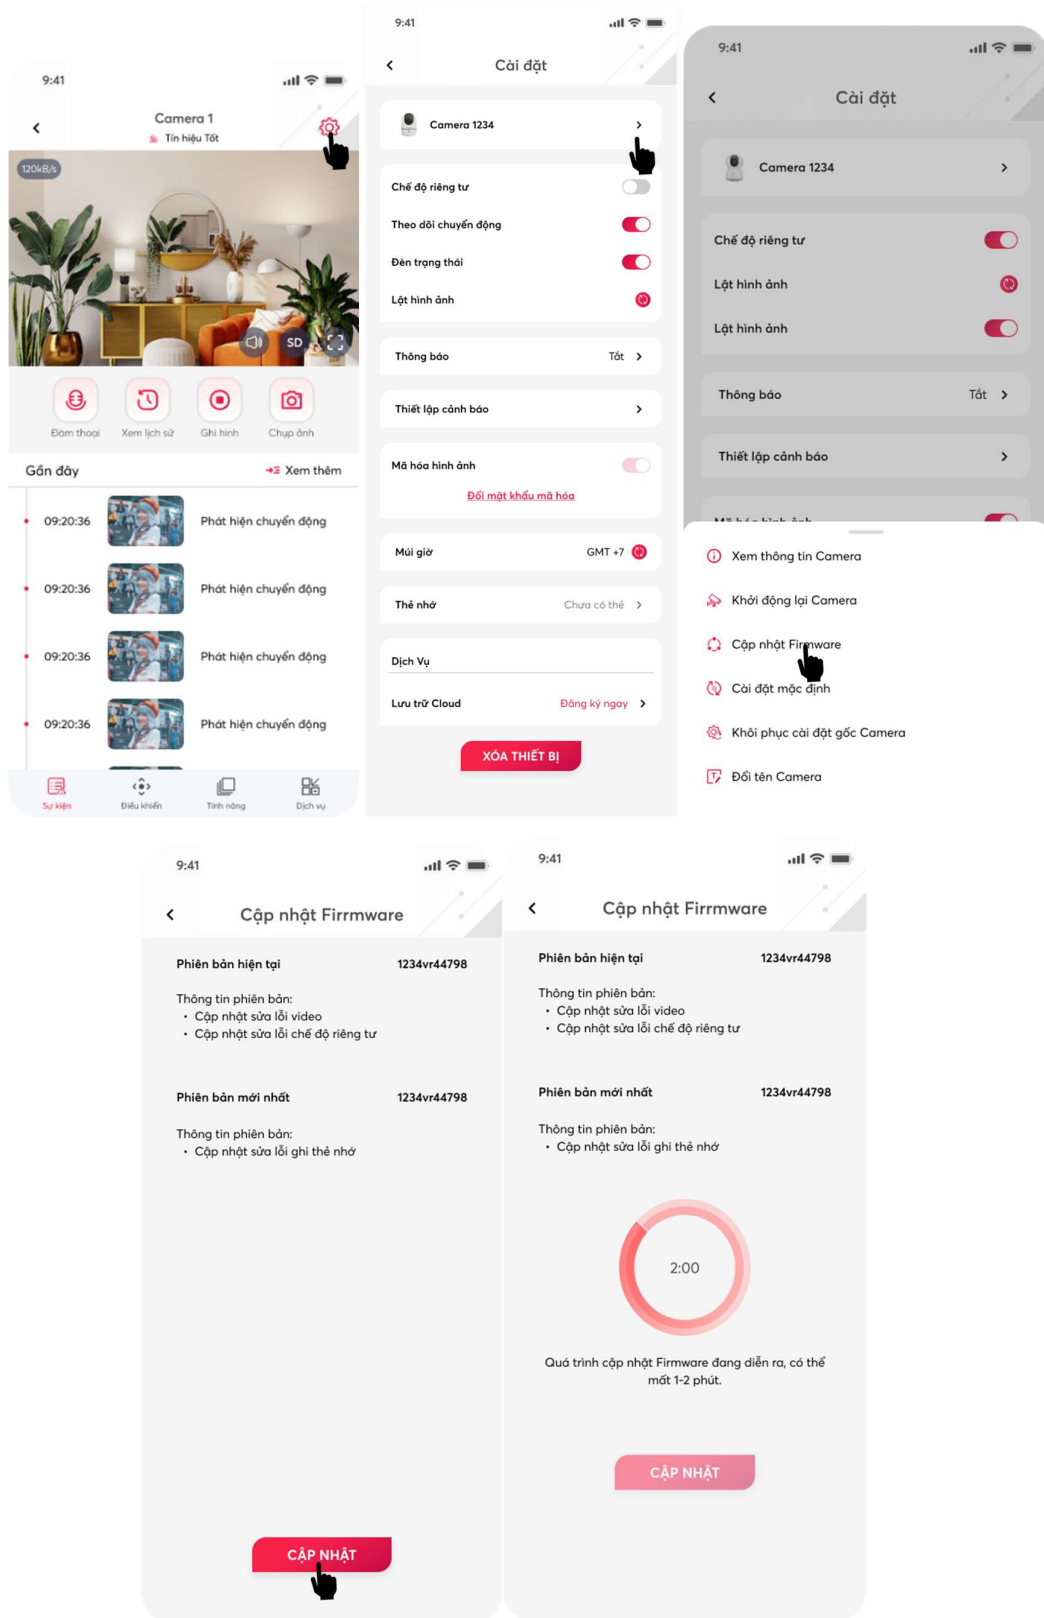 9:41
Camera 1
Tín hiệu Tốt
120kB/s
SD
Đàm thoại
Xem lịch sử
Ghi hình
Chụp ảnh
Gần đây
Xem thêm
09:20:36 Phát hiện chuyển động
09:20:36 Phát hiện chuyển động
09:20:36 Phát hiện chuyển động
09:20:36 Phát hiện chuyển động
Sự kiện
Điều khiển
Tính năng
Dịch vụ
9:41
Cài đặt
Camera 1234
Chế độ riêng tư
Theo dõi chuyển động
Đèn trạng thái
Lật hình ảnh
Thông báo Tắt
Thiết lập cảnh báo
Mã hóa hình ảnh
Đổi mật khẩu mã hóa
Múi giờ GMT +7
Thẻ nhớ Chưa có thẻ
Dịch Vụ
Lưu trữ Cloud Đăng ký ngay
XÓA THIẾT BỊ
9:41
Cài đặt
Camera 1234
Chế độ riêng tư
Lật hình ảnh
Lật hình ảnh
Thông báo Tắt
Thiết lập cảnh báo
Mã hóa hình ảnh
Xem thông tin Camera
Khởi động lại Camera
Cập nhật Firmware
Cài đặt mặc định
Khôi phục cài đặt gốc Camera
Đổi tên Camera
9:41
Cập nhật Firrmware
Phiên bản hiện tại 1234vr44798
Thông tin phiên bản:
• Cập nhật sửa lỗi video
• Cập nhật sửa lỗi chế độ riêng tư
Phiên bản mới nhất 1234vr44798
Thông tin phiên bản:
• Cập nhật sửa lỗi ghi thẻ nhớ
CẬP NHẬT
9:41
Cập nhật Firrmware
Phiên bản hiện tại 1234vr44798
Thông tin phiên bản:
• Cập nhật sửa lỗi video
• Cập nhật sửa lỗi chế độ riêng tư
Phiên bản mới nhất 1234vr44798
Thông tin phiên bản:
• Cập nhật sửa lỗi ghi thẻ nhớ
2:00
Quá trình cập nhật Firmware đang diễn ra, có thể
mất 1-2 phút.
CẬP NHẬT